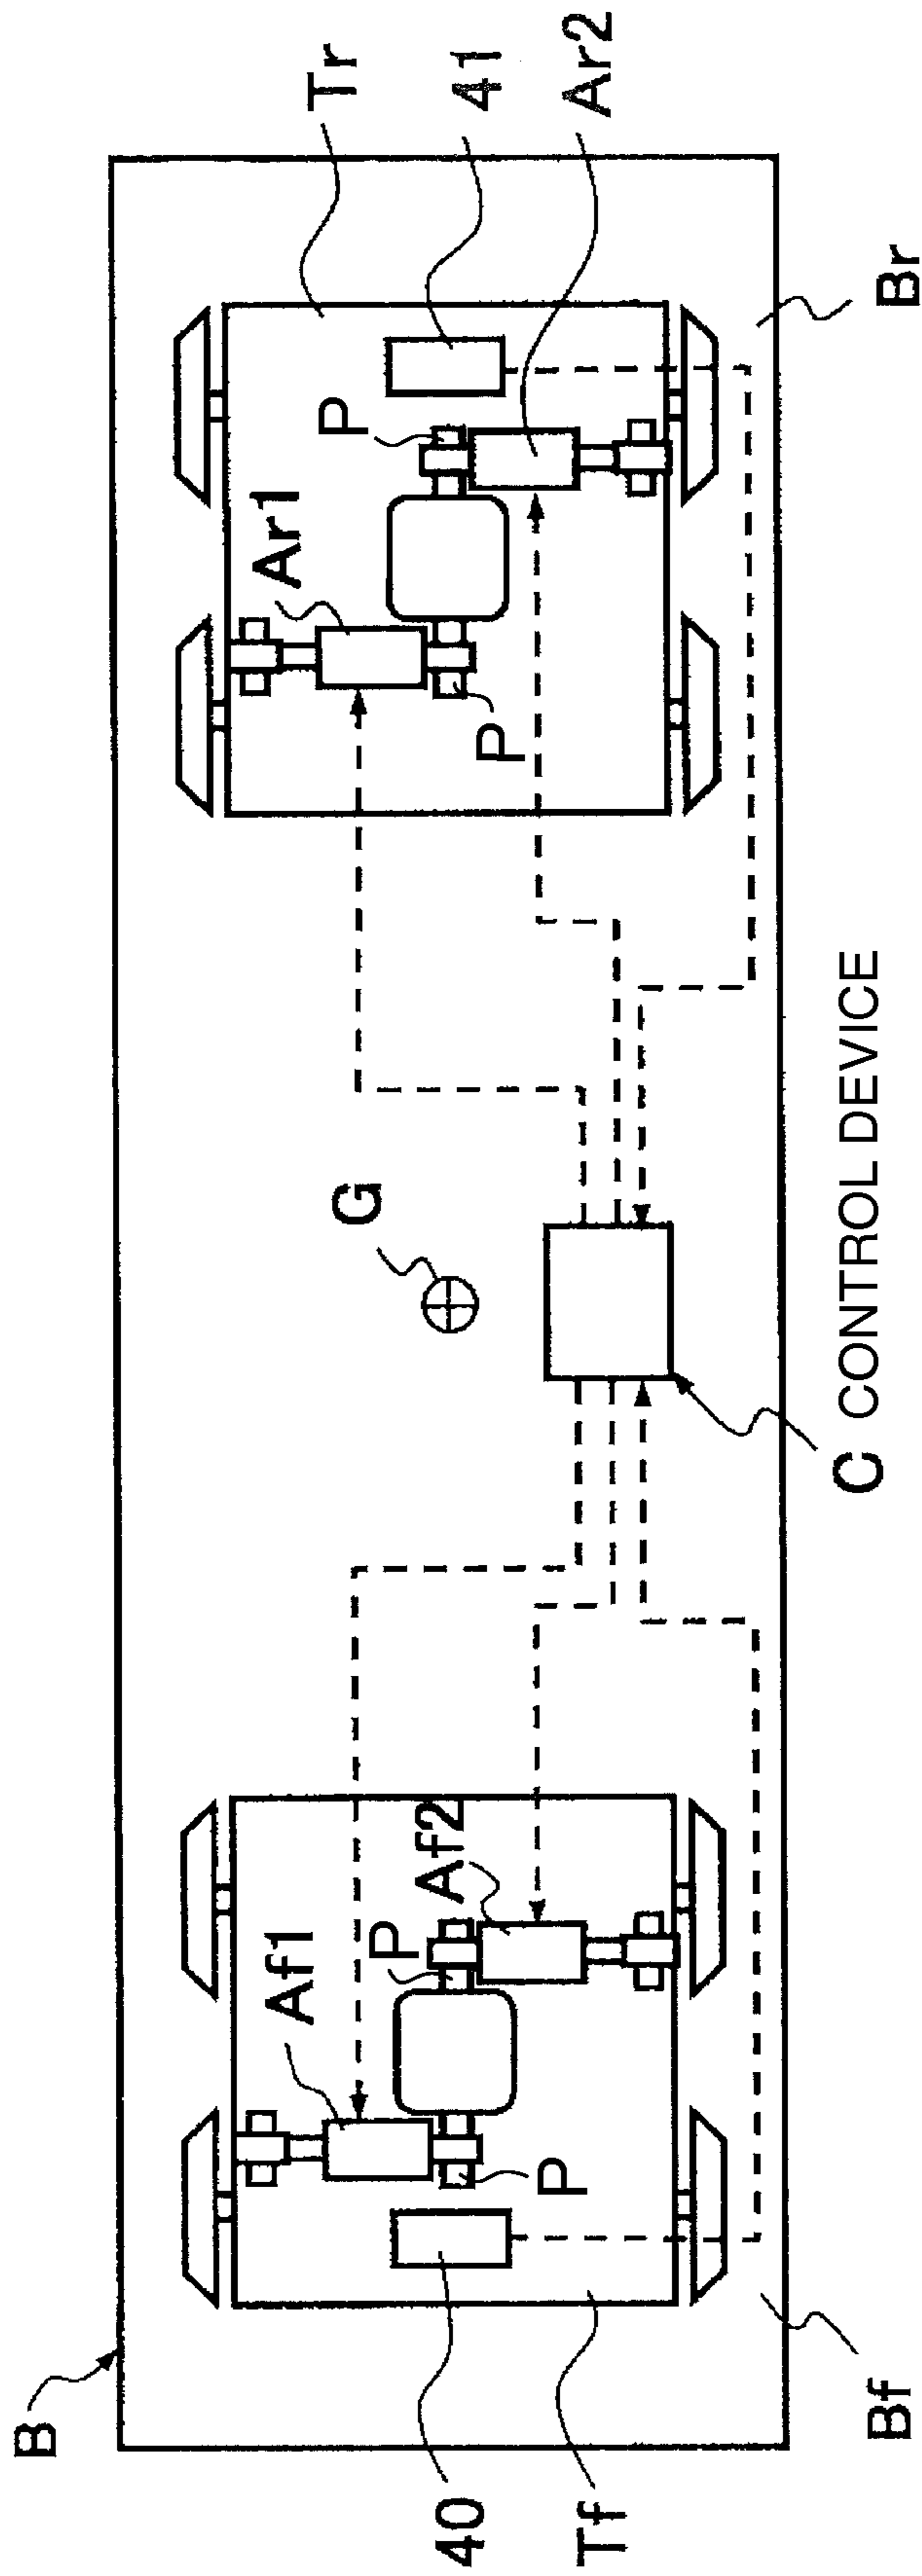 B
40
Tf
Bf
Af1
P
P
Af2
C CONTROL DEVICE
G
Ar1
P
P
Tr
41
Ar2
Br